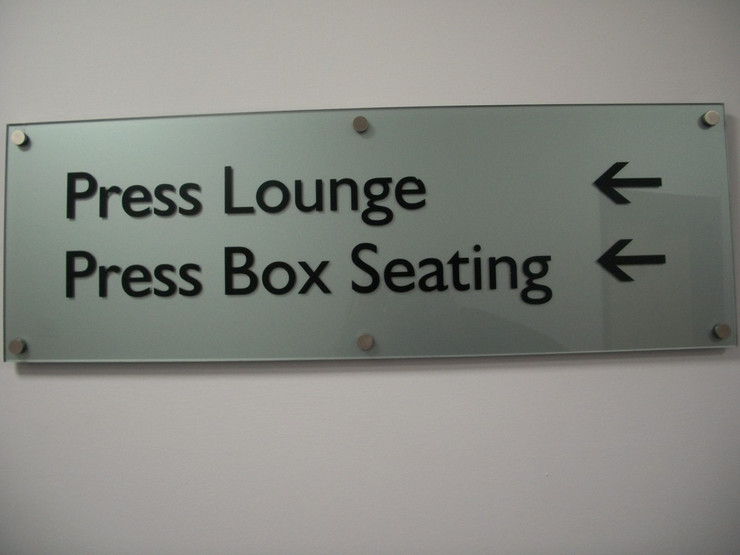 Press Lounge ←
Press Box Seating ←